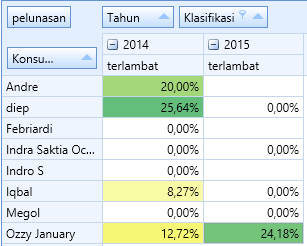 pelunasan Tahun Klasifikasi
2014 2015
Konsu... terlambat terlambat
Andre 20,00%
diep 25,64% 0,00%
Febriardi 0,00%
Indra Saktia Oc... 0,00% 0,00%
Indro S 0,00%
Iqbal 8,27% 0,00%
Megol 0,00% 0,00%
Ozzy January 12,72% 24,18%